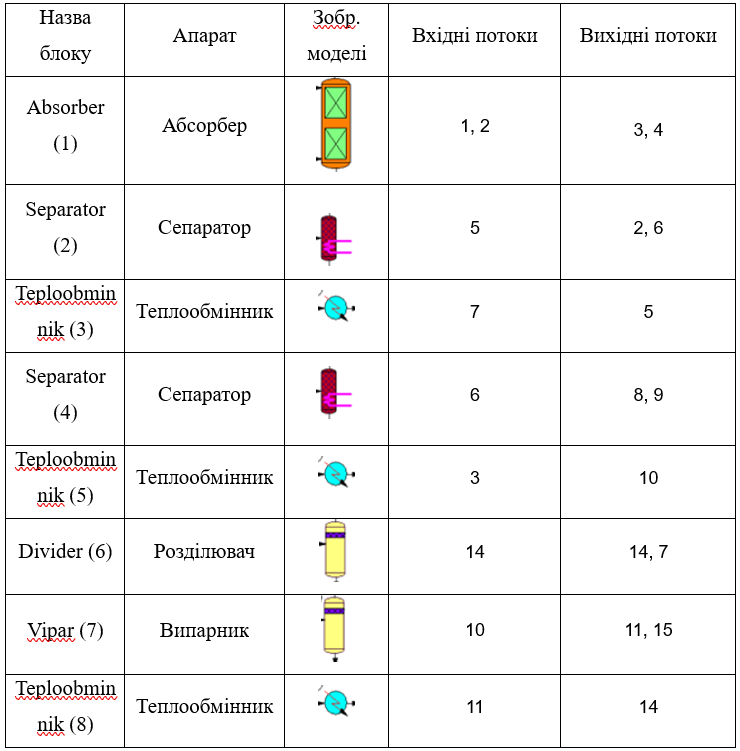 Назва блоку	Апарат	Зобр. моделі	Вхідні потоки	Вихідні потоки
Absorber (1)	Абсорбер	1, 2	3, 4
Separator (2)	Сепаратор	5	2, 6
Teploobmin nik (3)	Теплообмінник	7	5
Separator (4)	Сепаратор	6	8, 9
Teploobmin nik (5)	Теплообмінник	3	10
Divider (6)	Розділювач	14	14, 7
Vipar (7)	Випарник	10	11, 15
Teploobmin nik (8)	Теплообмінник	11	14